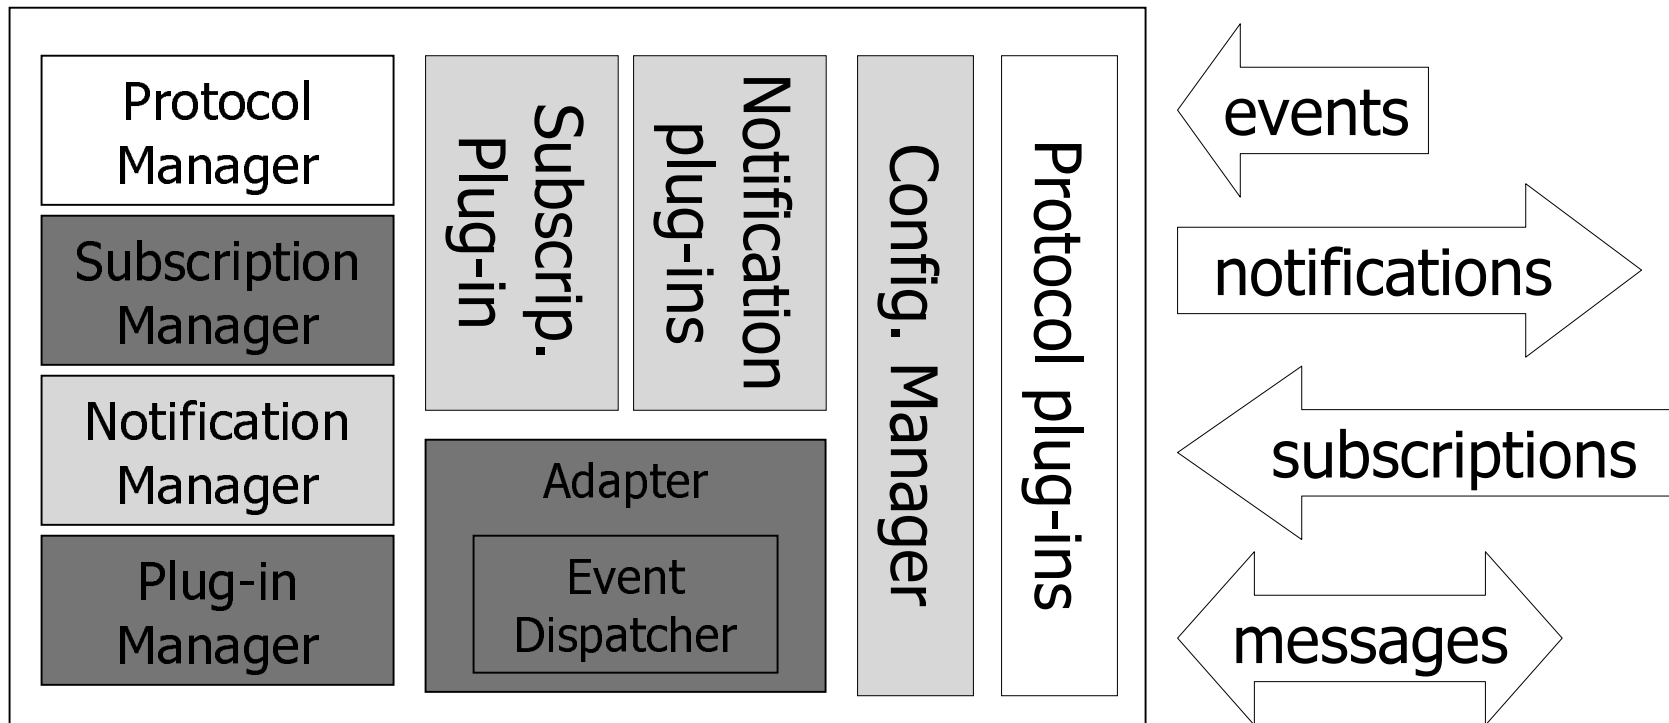 Protocol
Manager
Subscription
Manager
Notification
Manager
Plug-in
Manager
Subscrip.
Plug-in
Notification
plug-ins
Adapter
Event
Dispatcher
Config. Manager
Protocol plug-ins
events
notifications
subscriptions
messages